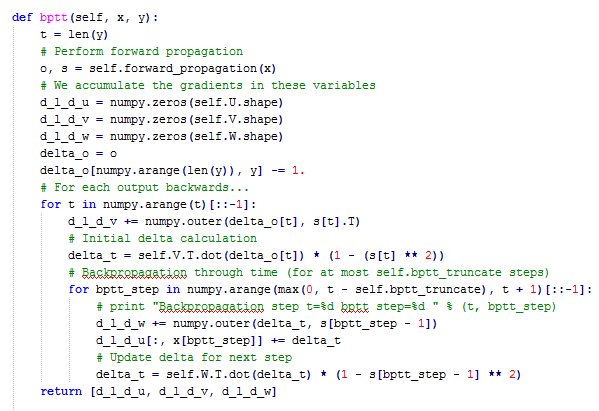 def bptt(self, x, y):
    t = len(y)
    # Perform forward propagation
    o, s = self.forward_propagation(x)
    # We accumulate the gradients in these variables
    d_l_d_u = numpy.zeros(self.U.shape)
    d_l_d_v = numpy.zeros(self.V.shape)
    d_l_d_w = numpy.zeros(self.W.shape)
    delta_o = o
    delta_o[numpy.arange(len(y)), y] -= 1.
    # For each output backwards...
    for t in numpy.arange(t)[::-1]:
        d_l_d_v += numpy.outer(delta_o[t], s[t].T)
        # Initial delta calculation
        delta_t = self.V.T.dot(delta_o[t]) * (1 - (s[t] ** 2))
        # Backpropagation through time (for at most self.bptt_truncate steps)
        for bptt_step in numpy.arange(max(0, t - self.bptt_truncate), t + 1)[::-1]:
            # print "Backpropagation step t=%d bptt step=%d " % (t, bptt_step)
            d_l_d_w += numpy.outer(delta_t, s[bptt_step - 1])
            d_l_d_u[:, x[bptt_step]] += delta_t
            # Update delta for next step
            delta_t = self.W.T.dot(delta_t) * (1 - s[bptt_step - 1] ** 2)
    return [d_l_d_u, d_l_d_v, d_l_d_w]